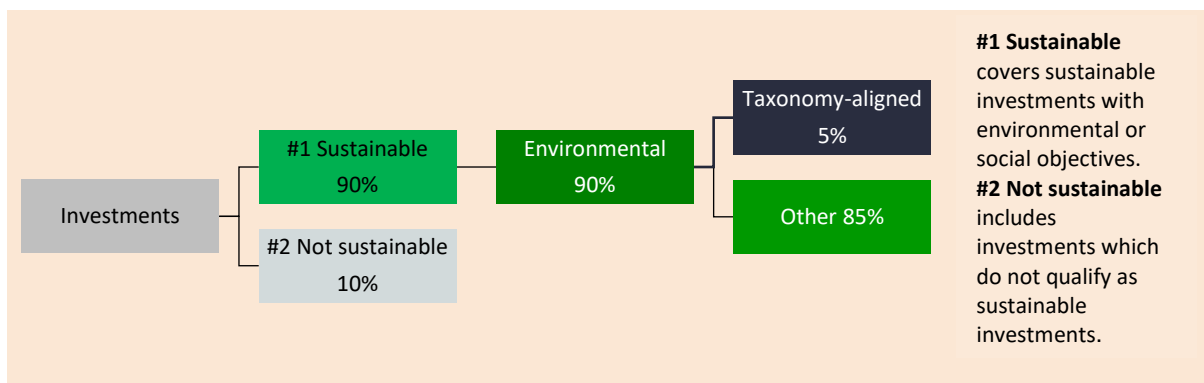 Investments
#1 Sustainable
90%
#2 Not sustainable
10%
Environmental
90%
Taxonomy-aligned
5%
Other 85%
#1 Sustainable
covers sustainable
investments with
environmental or
social objectives.
#2 Not sustainable
includes
investments which
do not qualify as
sustainable
investments.